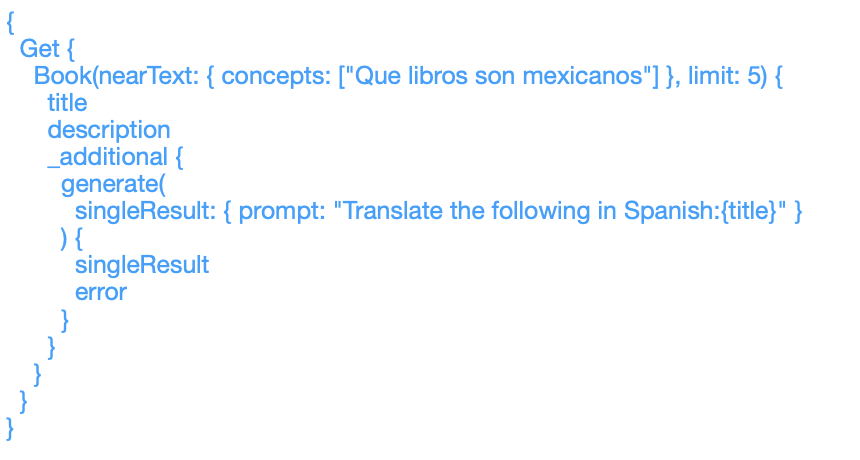 {
  Get {
    Book(nearText: { concepts: ["Que libros son mexicanos"] }, limit: 5) {
      title
      description
      _additional {
        generate(
          singleResult: { prompt: "Translate the following in Spanish:{title}" }
        ) {
          singleResult
          error
        }
      }
    }
  }
}